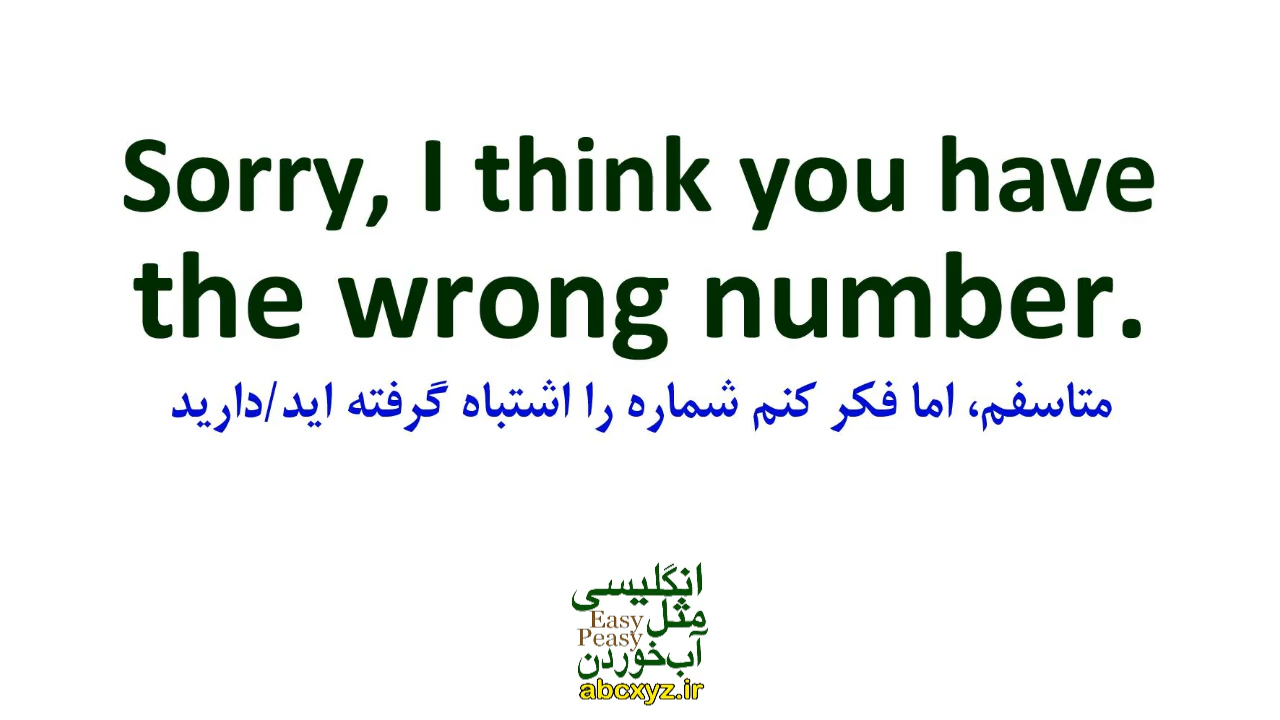 Sorry, I think you have
the wrong number.
متاسفم، اما فکر کنم شماره را اشتباه گرفته اید/دارید
انگلیسی
مثل
Easy
Peasy
آب‌خوردن
abcxyz.ir